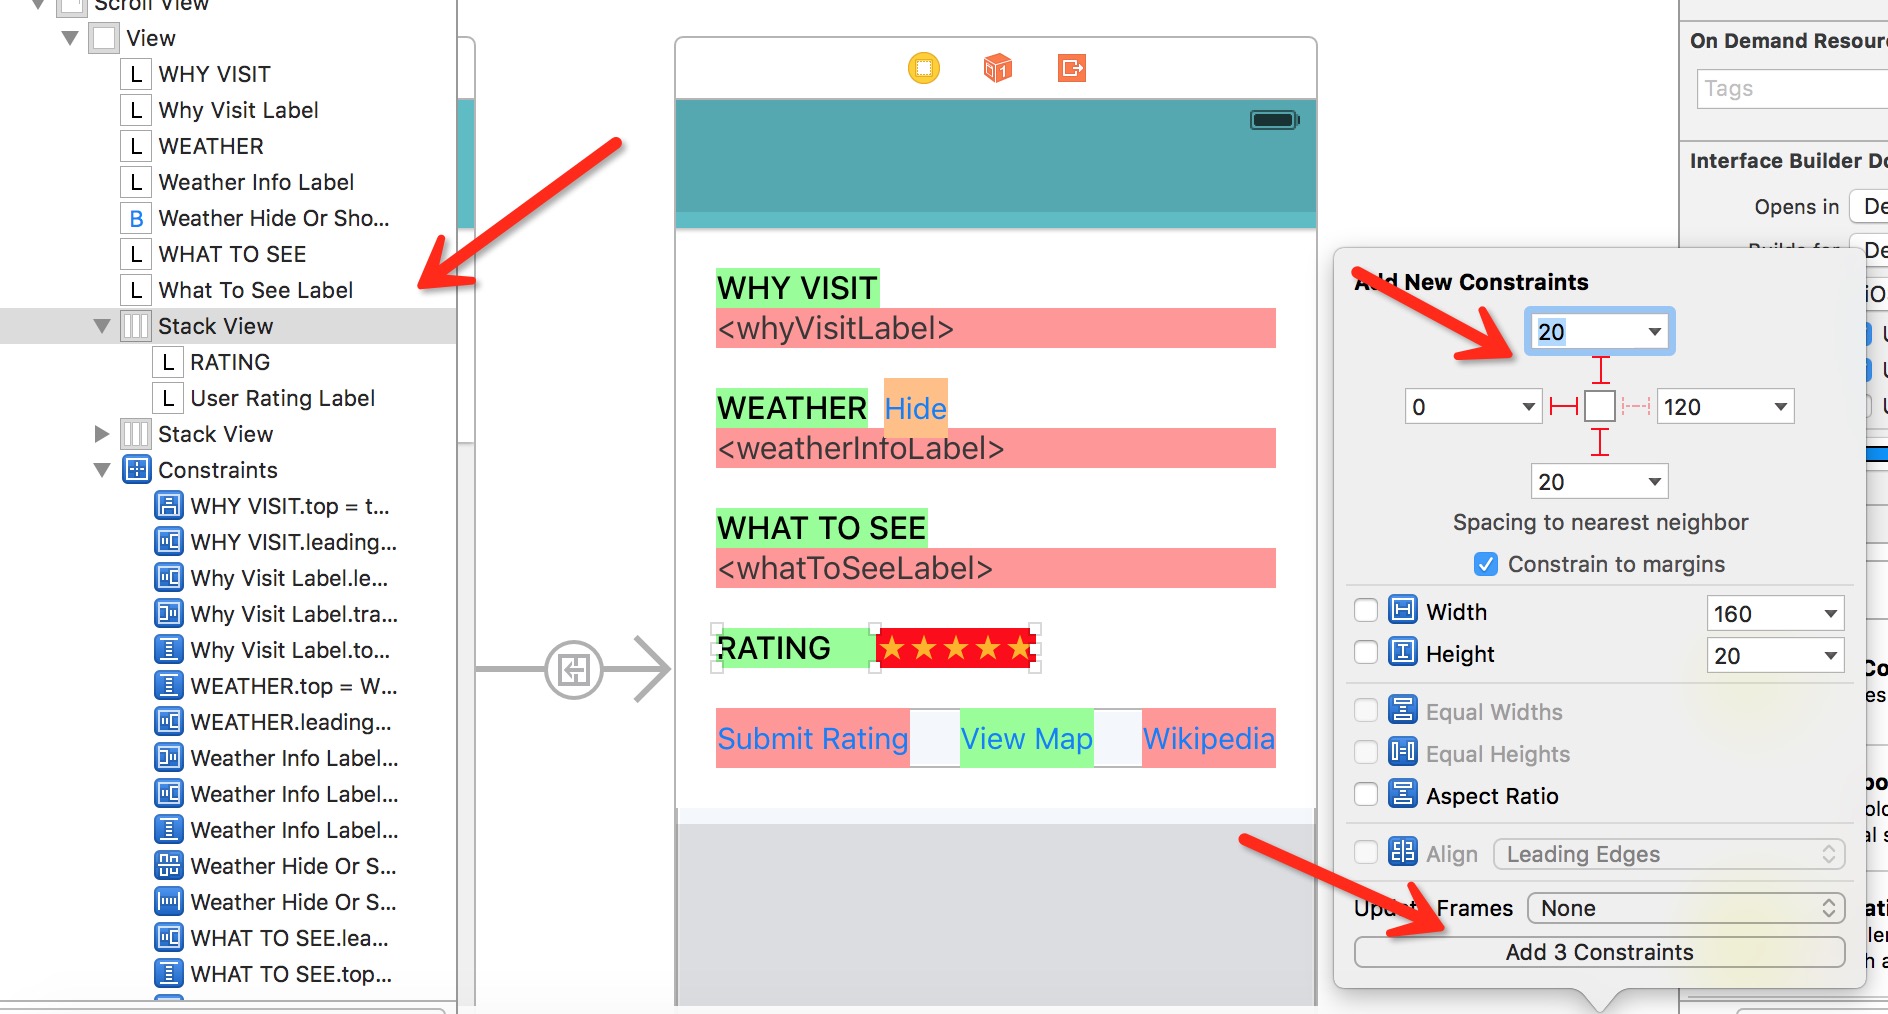 Scroll View
View
L WHY VISIT
L Why Visit Label
L WEATHER
L Weather Info Label
B Weather Hide Or Sho...
L WHAT TO SEE
L What To See Label
Stack View
L RATING
L User Rating Label
Stack View
Constraints
WHY VISIT.top = t...
WHY VISIT.leading...
Why Visit Label.le...
Why Visit Label.tra...
Why Visit Label.to...
WEATHER.top = W...
WEATHER.leading...
Weather Info Label...
Weather Info Label...
Weather Info Label...
Weather Hide Or S...
Weather Hide Or S...
WHAT TO SEE.lea...
WHAT TO SEE.top...
1
WHY VISIT
<whyVisitLabel>
WEATHER Hide
<weatherInfoLabel>
WHAT TO SEE
<whatToSeeLabel>
RATING ★★★★★
Submit Rating View Map Wikipedia
On Demand Resour
Tags
Interface Builder Do
Opens in De
De
iO
Add New Constraints
20
0 120
20
Spacing to nearest neighbor
Constrain to margins
Width 160
Height 20
Equal Widths
Equal Heights
Aspect Ratio
Align Leading Edges
Frames None
Add 3 Constraints